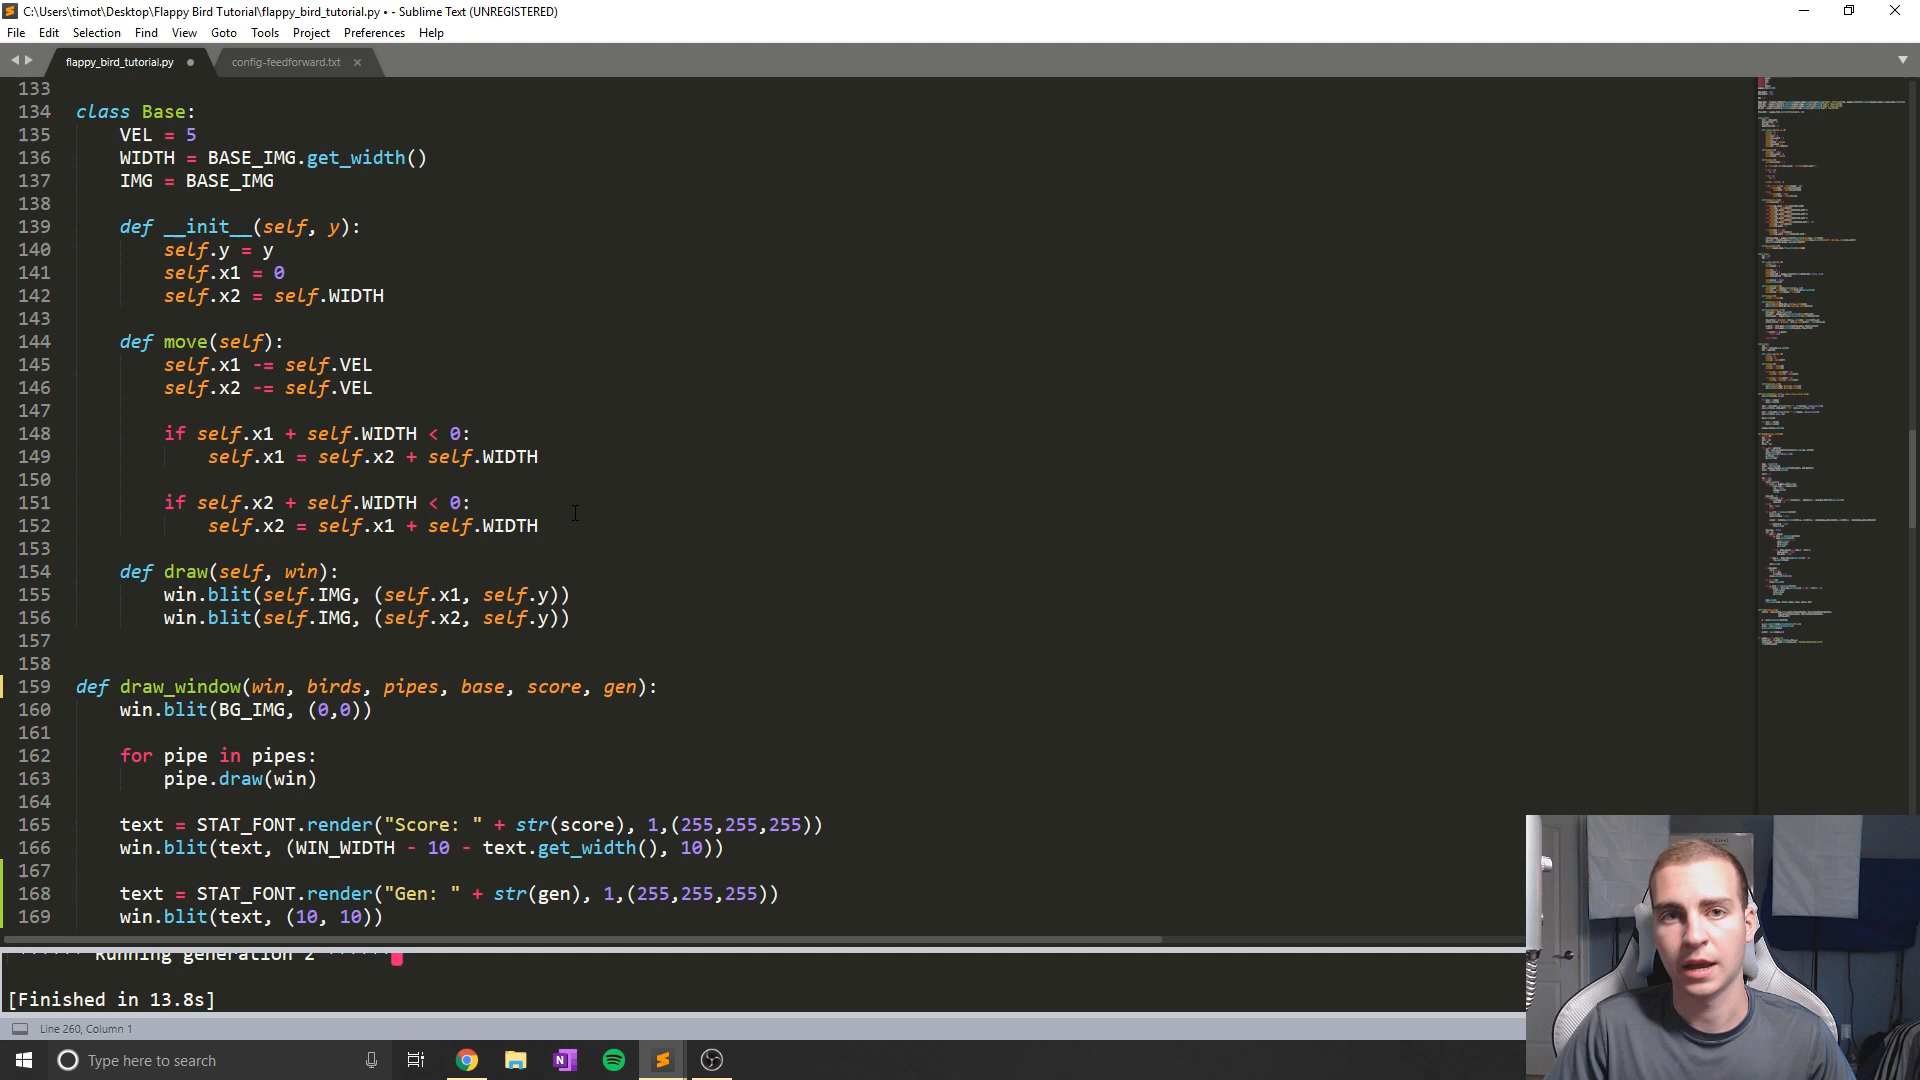 C:\Users\timot\Desktop\Flappy Bird Tutorial\flappy_bird_tutorial.py • - Sublime Text (UNREGISTERED)
File Edit Selection Find View Goto Tools Project Preferences Help
flappy_bird_tutorial.py config-feedforward.txt
133
134 class Base:
135 VEL = 5
136 WIDTH = BASE_IMG.get_width()
137 IMG = BASE_IMG
138
139 def __init__(self, y):
140 self.y = y
141 self.x1 = 0
142 self.x2 = self.WIDTH
143
144 def move(self):
145 self.x1 -= self.VEL
146 self.x2 -= self.VEL
147
148 if self.x1 + self.WIDTH < 0:
149 self.x1 = self.x2 + self.WIDTH
150
151 if self.x2 + self.WIDTH < 0:
152 self.x2 = self.x1 + self.WIDTH
153
154 def draw(self, win):
155 win.blit(self.IMG, (self.x1, self.y))
156 win.blit(self.IMG, (self.x2, self.y))
157
158
159 def draw_window(win, birds, pipes, base, score, gen):
160 win.blit(BG_IMG, (0,0))
161
162 for pipe in pipes:
163 pipe.draw(win)
164
165 text = STAT_FONT.render("Score: " + str(score), 1,(255,255,255))
166 win.blit(text, (WIN_WIDTH - 10 - text.get_width(), 10))
167
168 text = STAT_FONT.render("Gen: " + str(gen), 1,(255,255,255))
169 win.blit(text, (10, 10))
Running generation 2
[Finished in 13.8s]
Line 260, Column 1
Type here to search